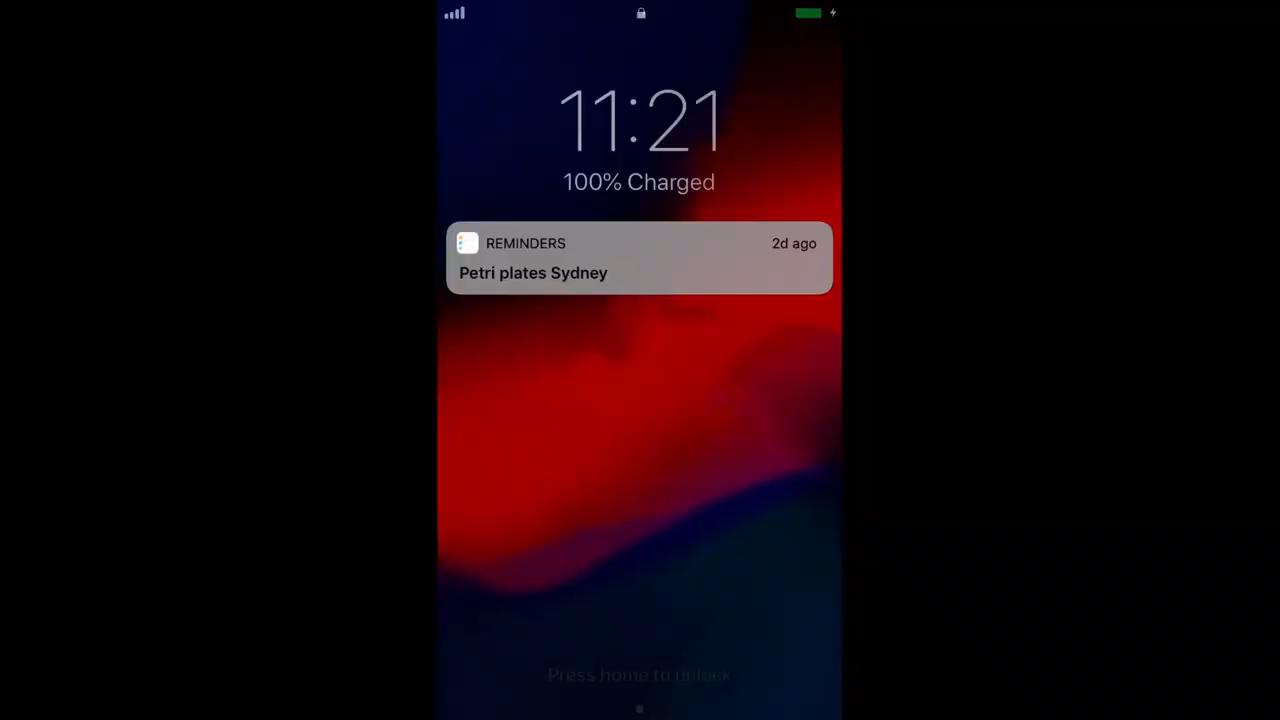 11:21
100% Charged
REMINDERS 2d ago
Petri plates Sydney
Press home to unlock